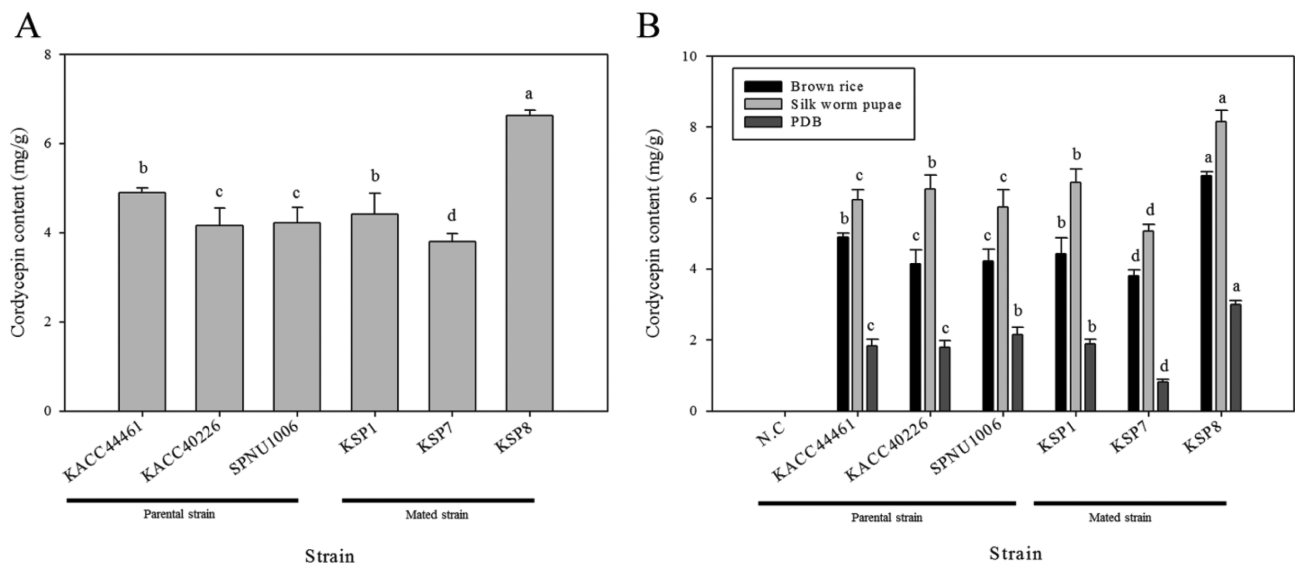 A
Cordycepin content (mg/g)
8
6
4
2
0
b
c
c
b
d
a
KACC44461
KACC40226
SPNU1006
KSP1
KSP7
KSP8
Parental strain
Mated strain
Strain
B
Cordycepin content (mg/g)
10
8
6
4
2
0
Brown rice
Silk worm pupae
PDB
b
c
c
c
b
c
c
c
b
b
b
b
d
d
d
a
a
a
N.C
KACC44461
KACC40226
SPNU1006
KSP1
KSP7
KSP8
Parental strain
Mated strain
Strain